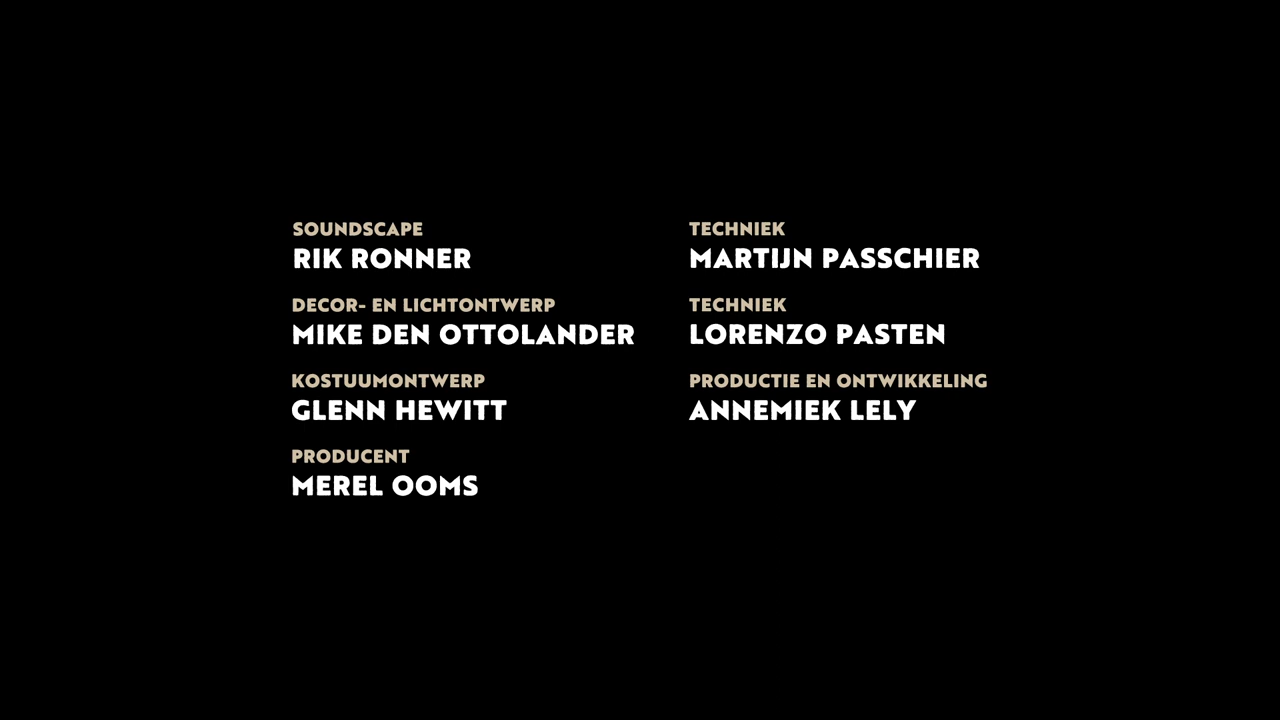 SOUNDSCAPE
RIK RONNER
DECOR- EN LICHTONTWERP
MIKE DEN OTTOLANDER
KOSTUUMONTWERP
GLENN HEWITT
PRODUCENT
MEREL OOMS
TECHNIEK
MARTIJN PASSCHIER
TECHNIEK
LORENZO PASTEN
PRODUCTIE EN ONTWIKKELING
ANNEMIEK LELY